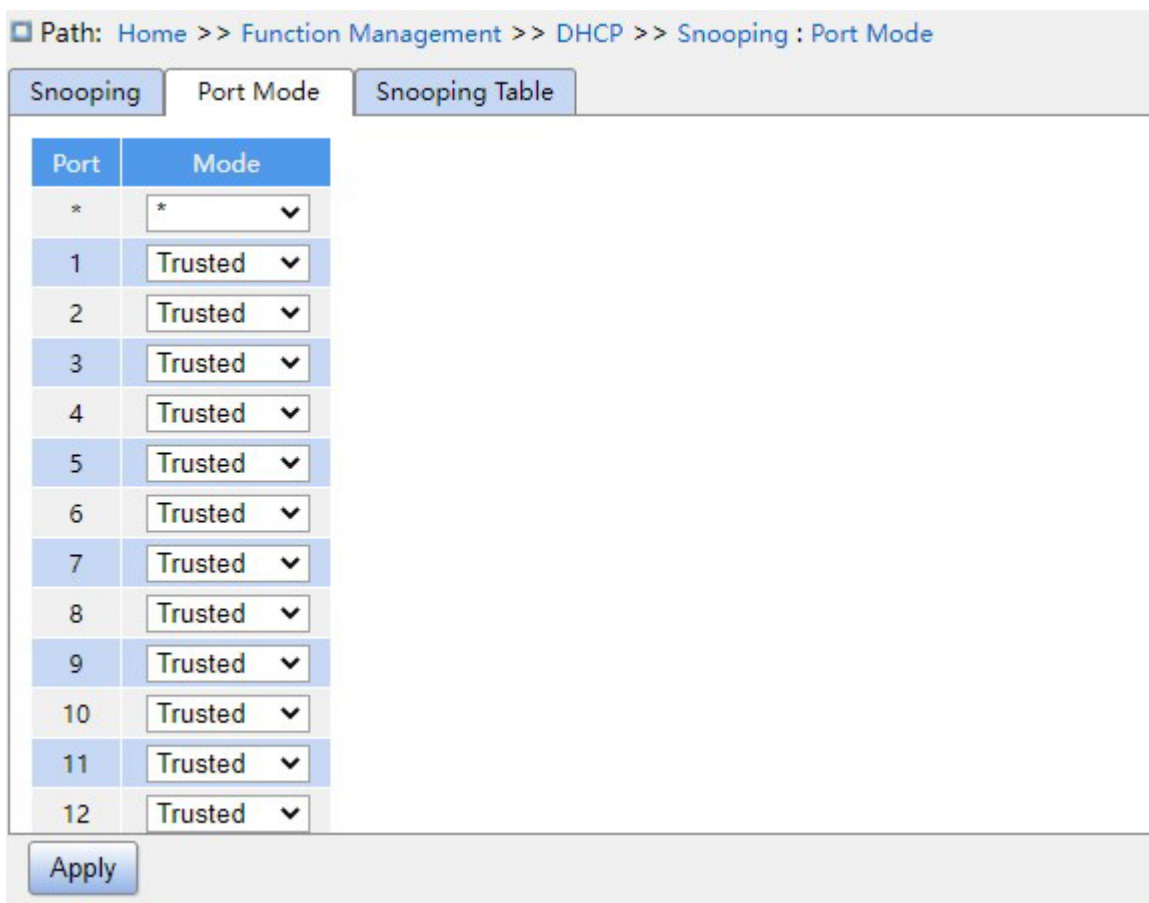 Path: Home >> Function Management >> DHCP >> Snooping : Port Mode
Snooping Port Mode Snooping Table
Port Mode
* *
1 Trusted
2 Trusted
3 Trusted
4 Trusted
5 Trusted
6 Trusted
7 Trusted
8 Trusted
9 Trusted
10 Trusted
11 Trusted
12 Trusted
Apply